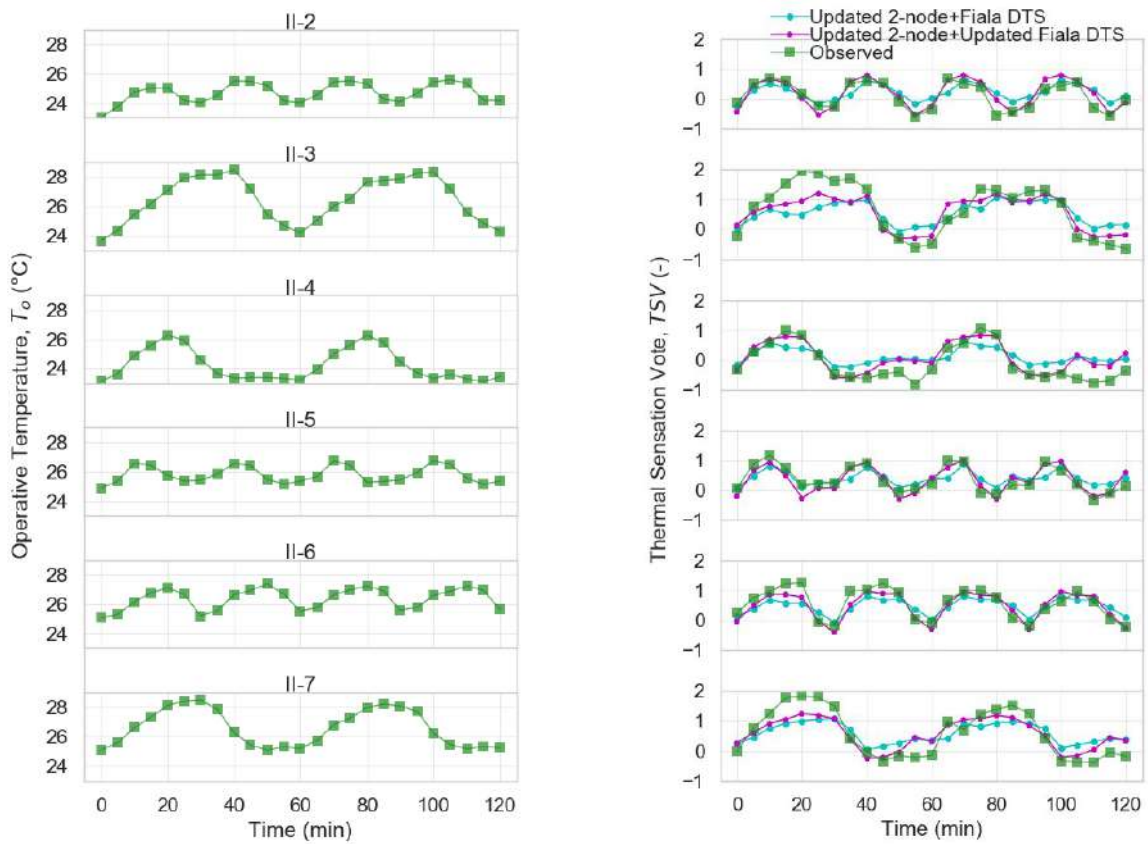 II-2
28
26
24
II-3
28
26
24
II-4
28
26
24
II-5
28
26
24
II-6
28
26
24
II-7
28
26
24
0 20 40 60 80 100 120
Time (min)
Operative Temperature, To (°C)
Updated 2-node+Fiala DTS
Updated 2-node+Updated Fiala DTS
Observed
2
1
0
−1
2
1
0
−1
2
1
0
−1
2
1
0
−1
2
1
0
−1
2
1
0
−1
0 20 40 60 80 100 120
Time (min)
Thermal Sensation Vote, TSV (-)